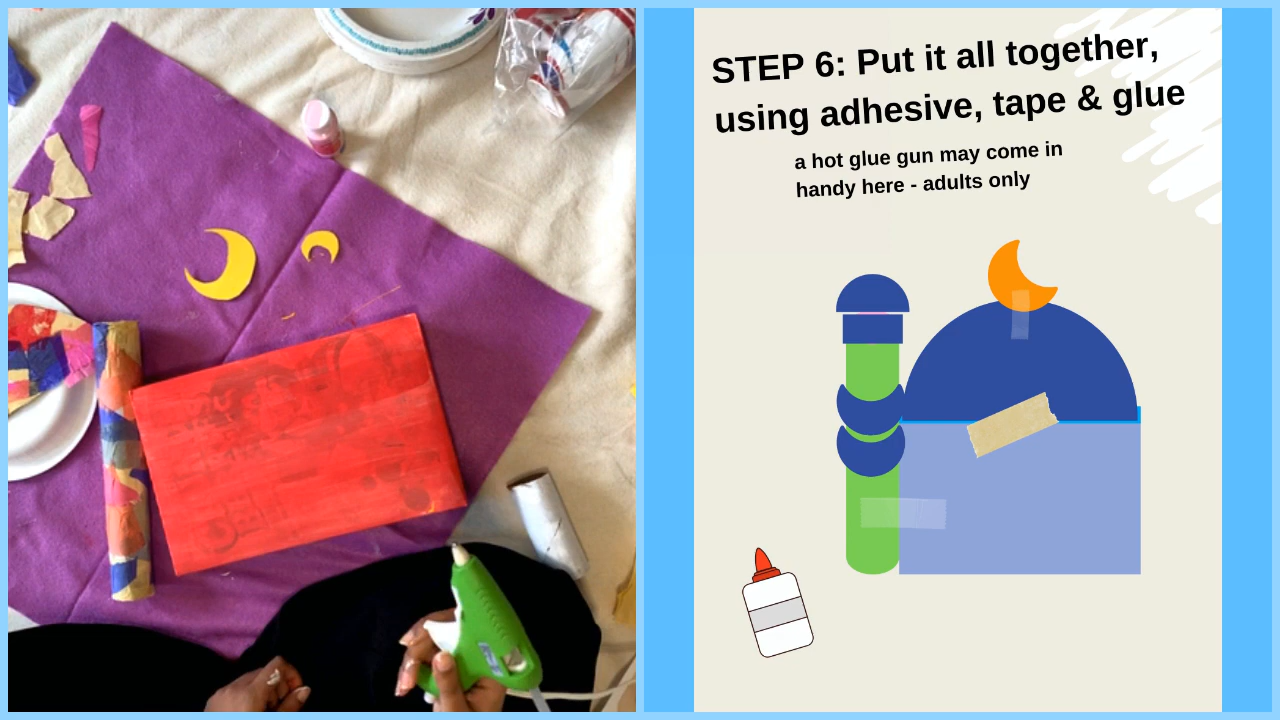 STEP 6: Put it all together,
using adhesive, tape & glue
a hot glue gun may come in
handy here - adults only